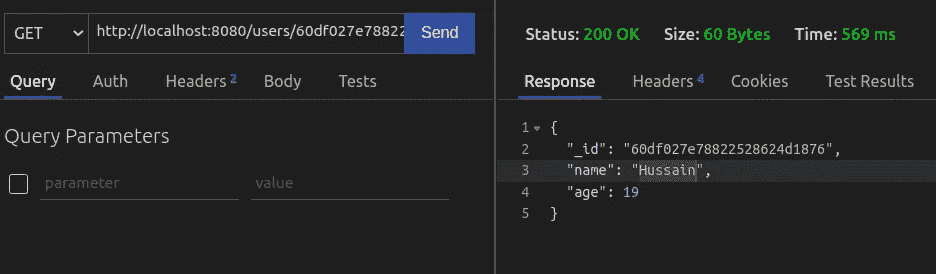 GET http://localhost:8080/users/60df027e78822 Send
Query Auth Headers 2 Body Tests
Query Parameters
parameter value
Status: 200 OK Size: 60 Bytes Time: 569 ms
Response Headers 4 Cookies Test Results
1 {
2 "_id": "60df027e78822528624d1876",
3 "name": "Hussain",
4 "age": 19
5 }